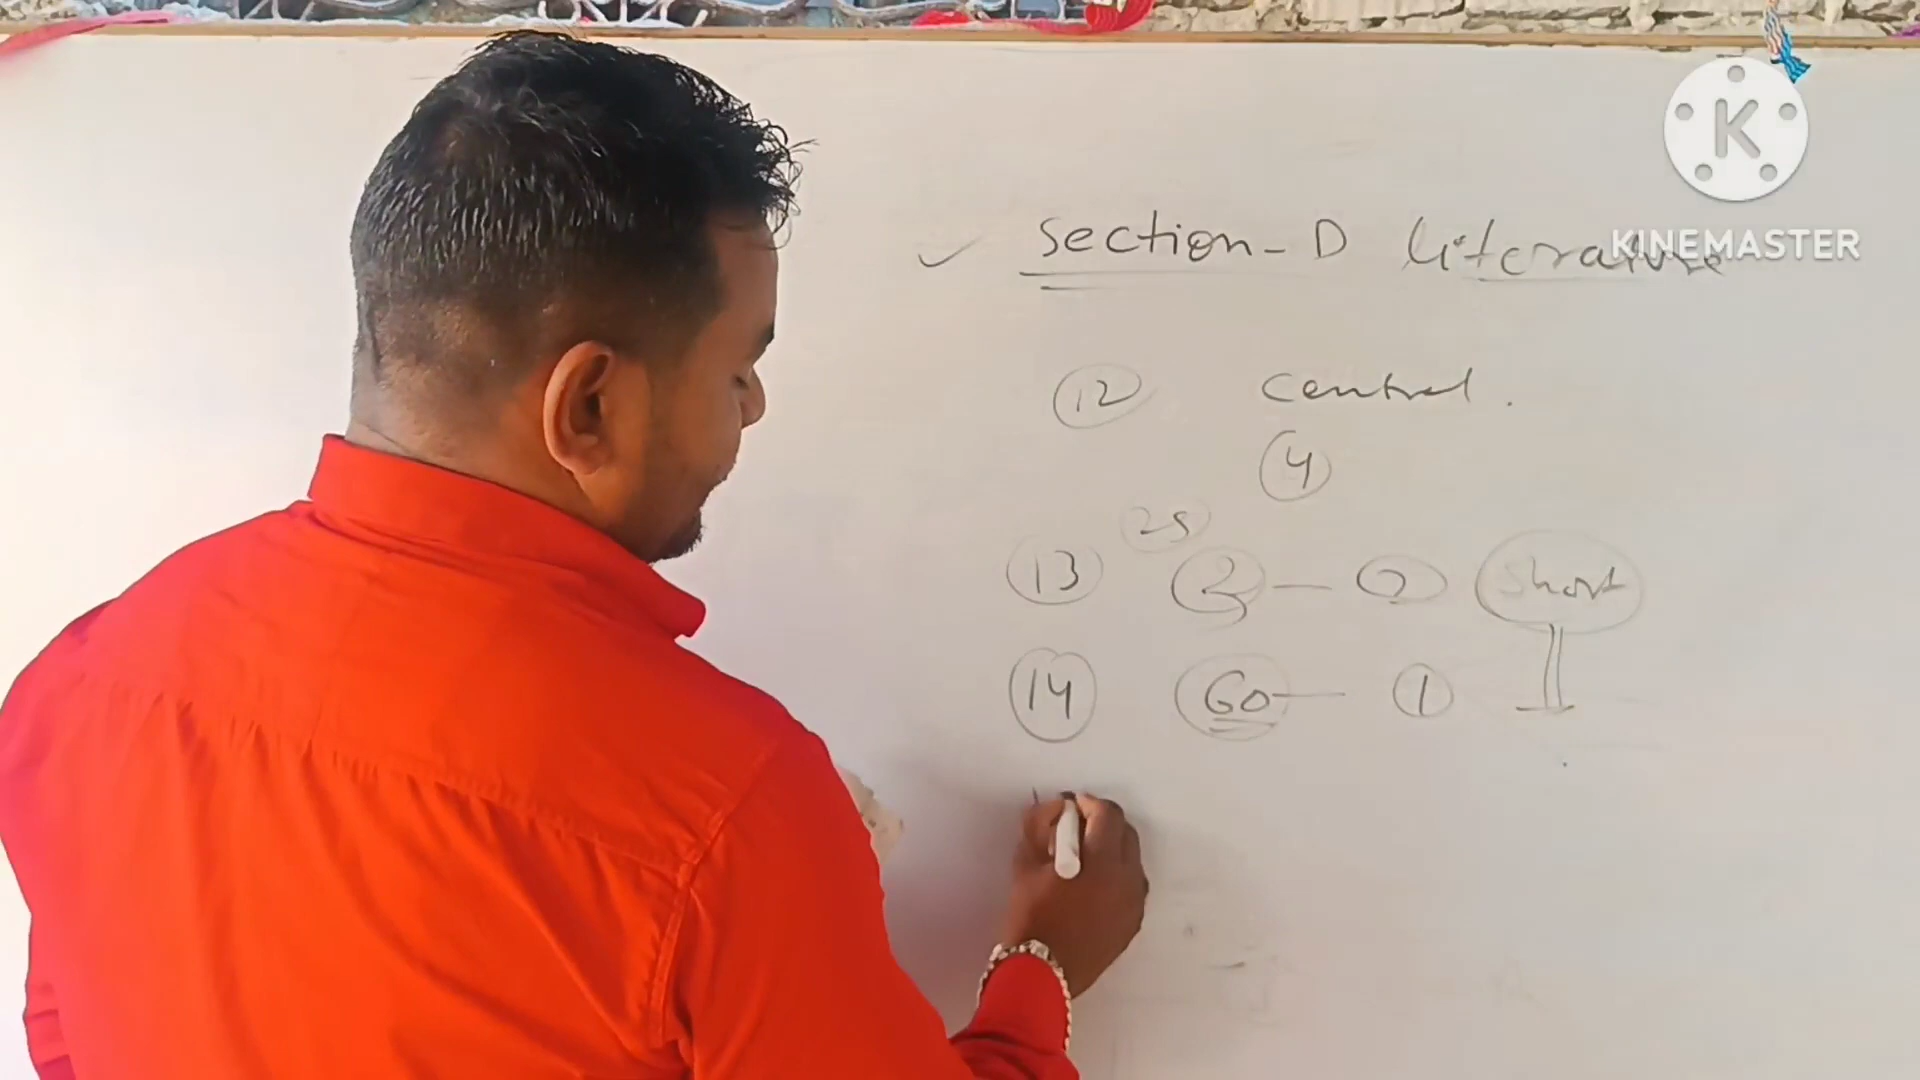 K
KINEMASTER
Section-D literature
12 Central.
4
25
13 2 — 2 Short
14 60 — 1